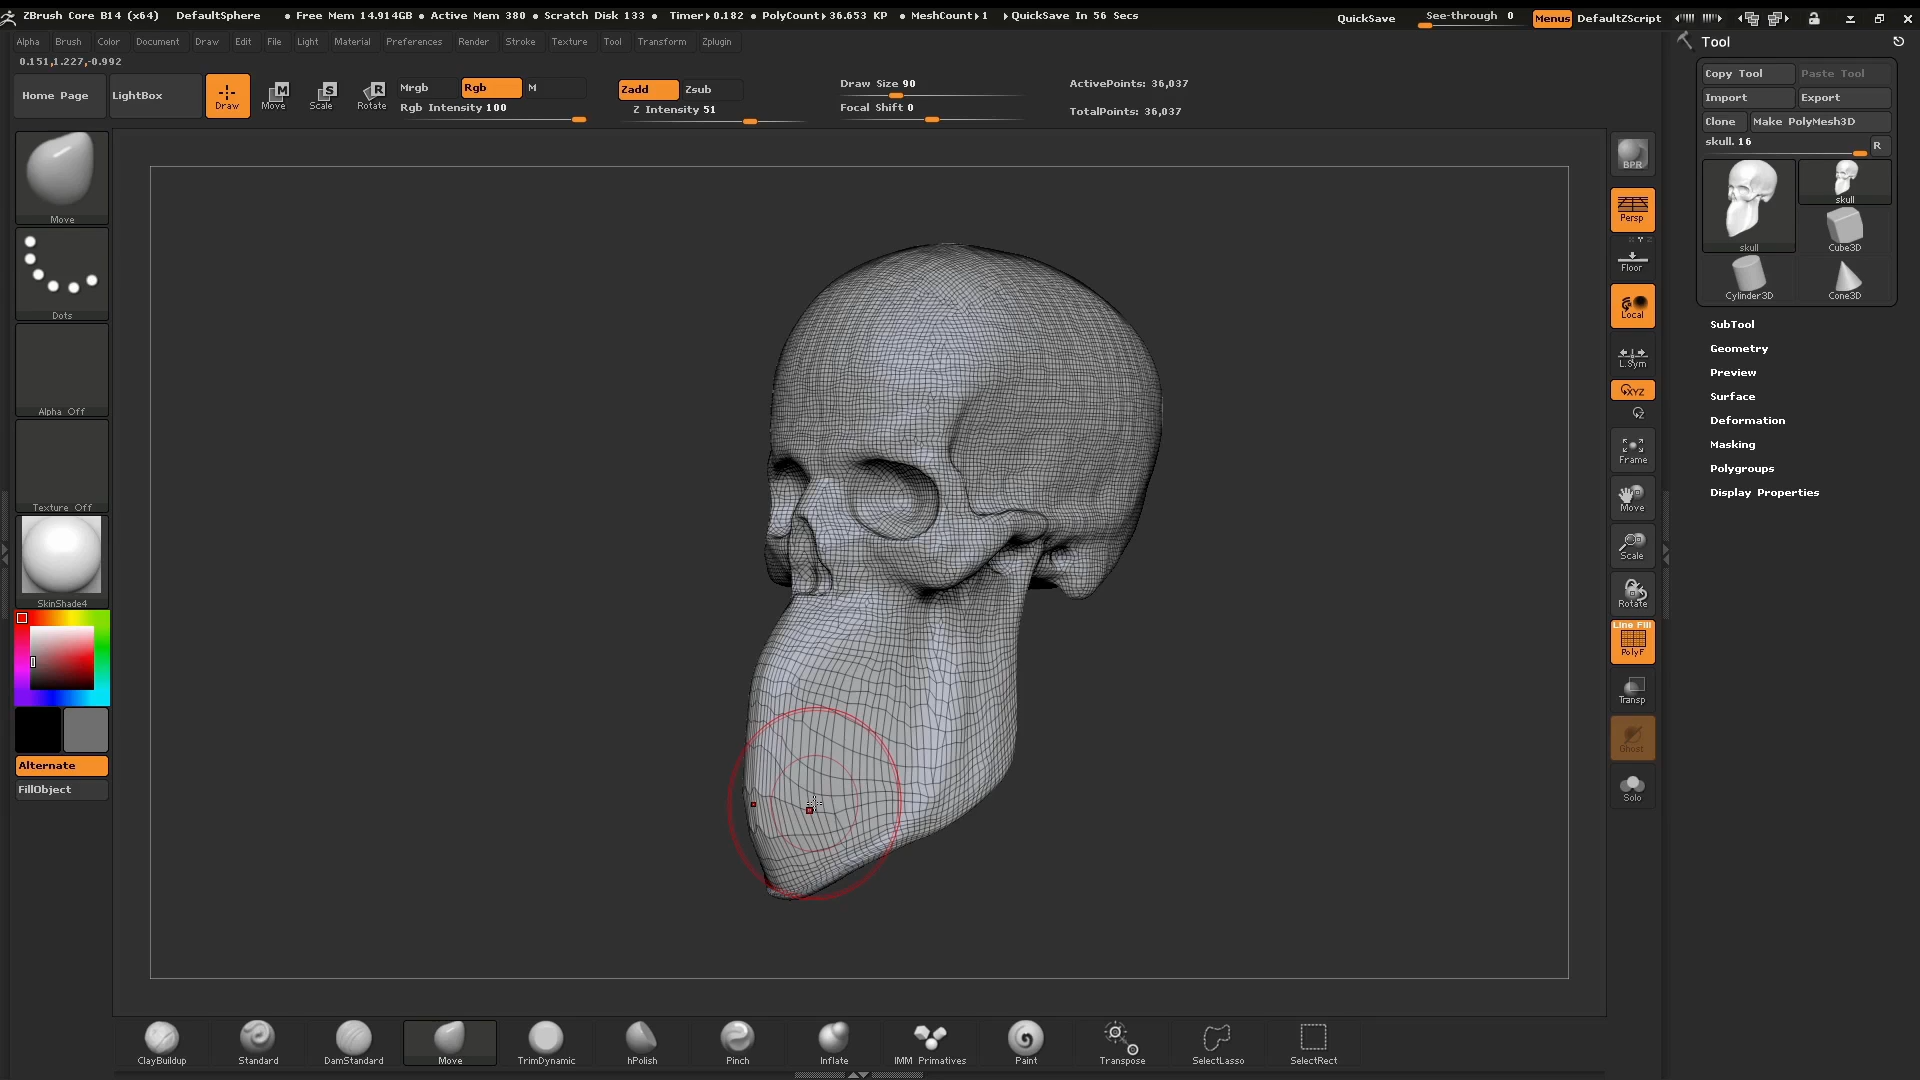 ZBrush Core B14 (x64) DefaultSphere • Free Mem 14.914GB • Active Mem 380 • Scratch Disk 133 • Timer▸0.182 • PolyCount▸36.653 KP • MeshCount▸1 ▸QuickSave In 56 Secs QuickSave See-through 0 Menus DefaultZScript
Alpha Brush Color Document Draw Edit File Light Material Preferences Render Stroke Texture Tool Transform Zplugin
Tool
0.151,1.227,-0.992
Copy Tool Paste Tool
Home Page LightBox Draw Move Scale Rotate
Mrgb Rgb M Zadd Zsub
Draw Size 90 ActivePoints: 36,037
Rgb Intensity 100 Z Intensity 51 Focal Shift 0 TotalPoints: 36,037
Import Export
Clone Make PolyMesh3D
skull. 16 R
skull skull
Cube3D
Cylinder3D Cone3D
SubTool
Geometry
Preview
Surface
Deformation
Masking
Polygroups
Display Properties
Move
Dots
Alpha Off
Texture Off
SkinShade4
Alternate
FillObject
BPR
Persp
Floor
Local
L.Sym
XYZ
Z
Frame
Move
Scale
Rotate
Line Fill
PolyF
Transp
Ghost
Solo
ClayBuildup Standard DamStandard Move TrimDynamic hPolish Pinch Inflate IMM Primatives Paint Transpose SelectLasso SelectRect